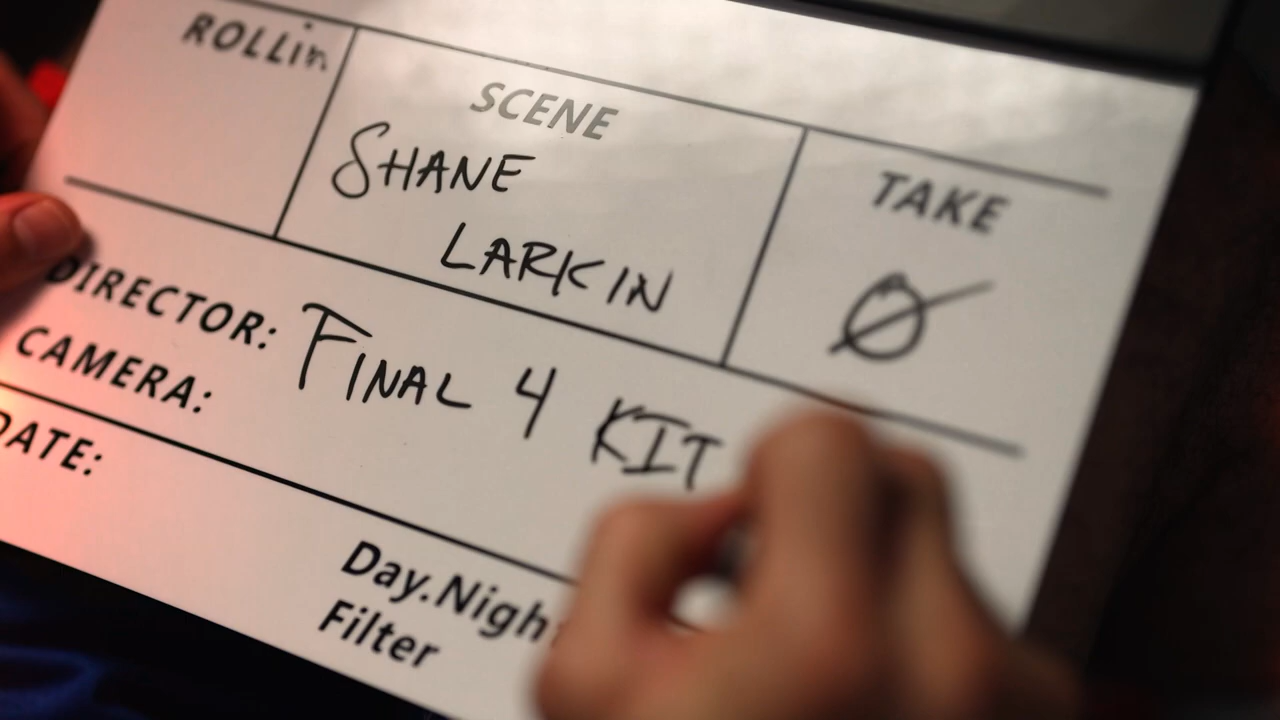 ROLLin
SCENE
SHANE
LARKIN
TAKE
Ø
DIRECTOR:
FINAL 4 KIT
CAMERA:
DATE:
Day.Nigh
Filter